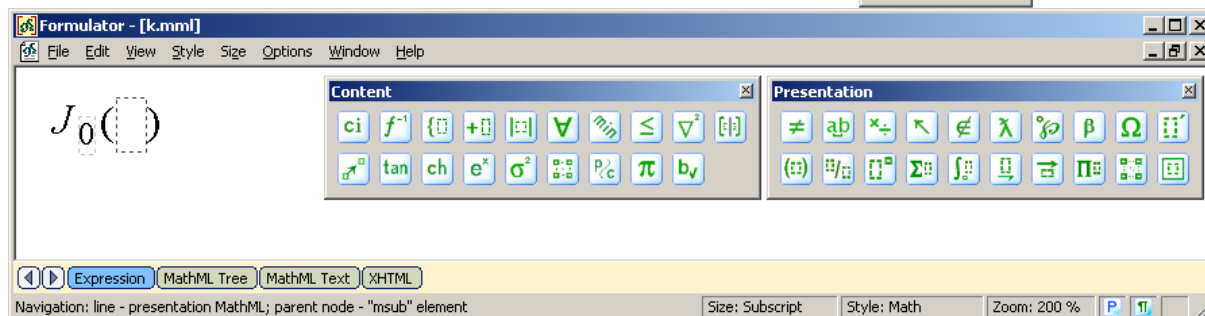 Formulator - [k.mml]
File Edit View Style Size Options Window Help
J0( )
Content
ci f⁻¹ {▯ +▯ |▯| ∀ m/n ≤ ∇² [▯|▯]
tan ch eˣ σ² P/C π b√
Presentation
≠ ab ×÷ ↖ ∉ λ °℘ β Ω
(▯) ▯/▯ ▯▫ Σ▯ ∫▯ ▯ Π▯
Expression MathML Tree MathML Text XHTML
Navigation: line - presentation MathML; parent node - "msub" element Size: Subscript Style: Math Zoom: 200 % P ¶